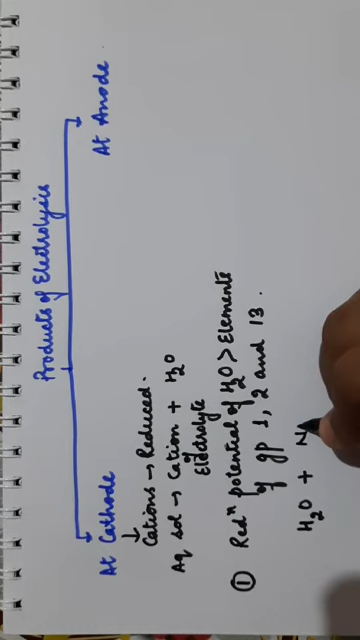 Products of Electrolysis
At Cathode
At Anode
Cations → Reduced.
Aq sol → Cation + H₂O
of
Electrolyte
① Redⁿ potential of H₂O > Elements
of gp 1, 2 and 13.
H₂O + N